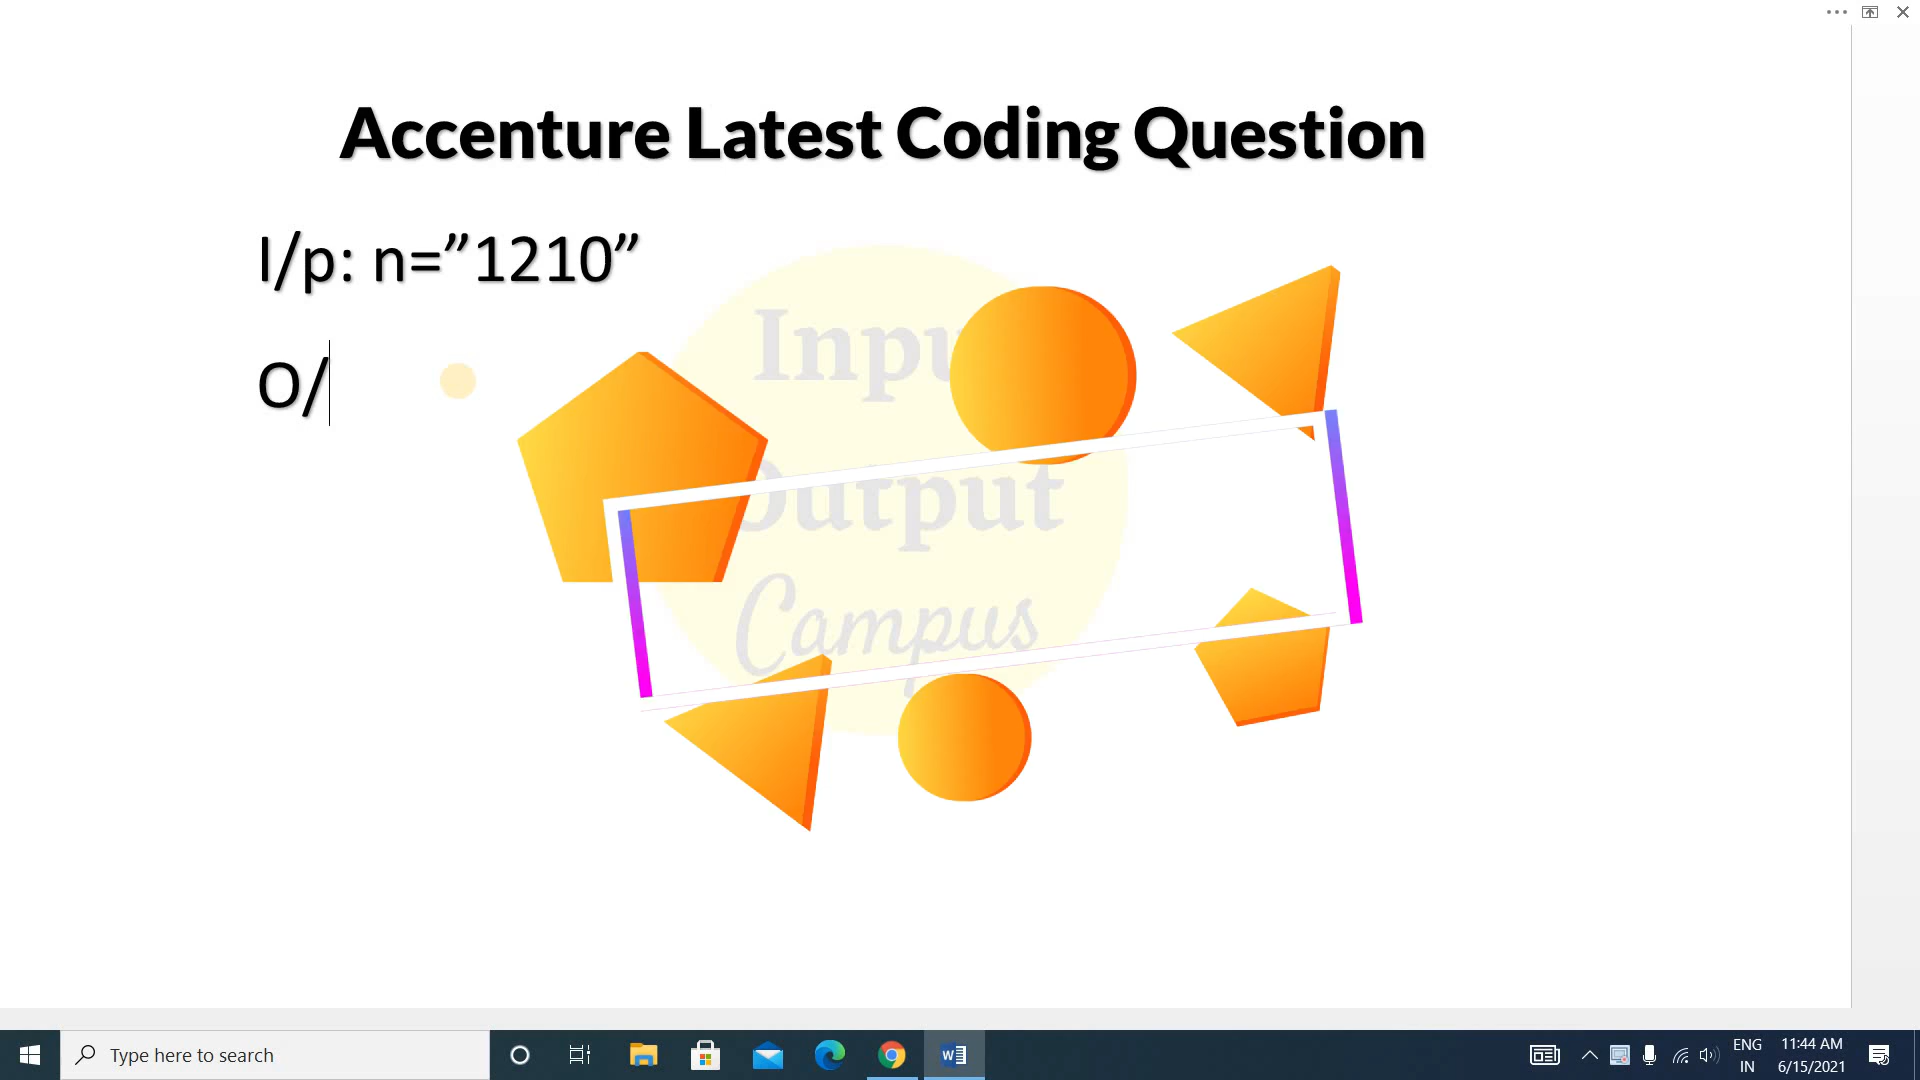 Accenture Latest Coding Question
I/p: n=”1210”
O/
Inpu
Output
Campus
Type here to search
ENG
IN
11:44 AM
6/15/2021